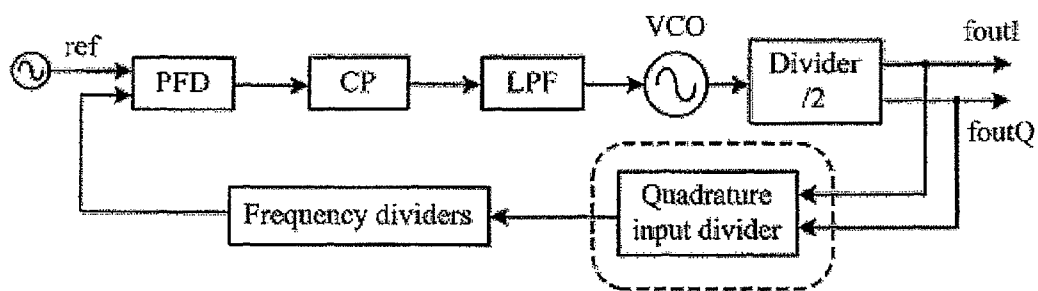 VCO
foutI
ref
PFD
CP
LPF
Divider
/2
foutQ
Frequency dividers
Quadrature
input divider